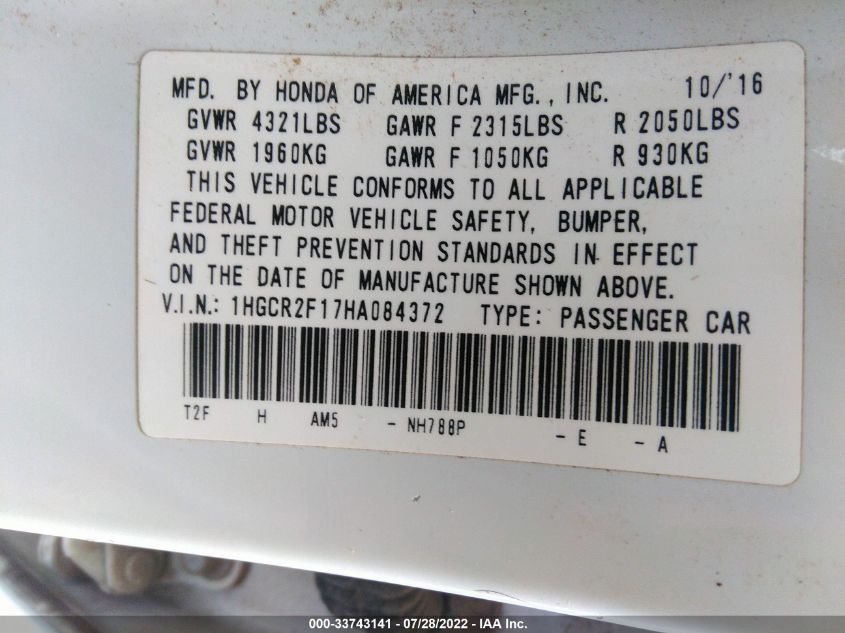 MFD. BY HONDA OF AMERICA MFG., INC. 10/'16
GVWR 4321LBS GAWR F 2315LBS R 2050LBS
GVWR 1960KG GAWR F 1050KG R 930KG
THIS VEHICLE CONFORMS TO ALL APPLICABLE
FEDERAL MOTOR VEHICLE SAFETY, BUMPER,
AND THEFT PREVENTION STANDARDS IN EFFECT
ON THE DATE OF MANUFACTURE SHOWN ABOVE.
V.I.N.: 1HGCR2F17HA084372 TYPE: PASSENGER CAR
T2F H AM5 - NH788P - E - A
000-33743141 - 07/28/2022 - IAA Inc.